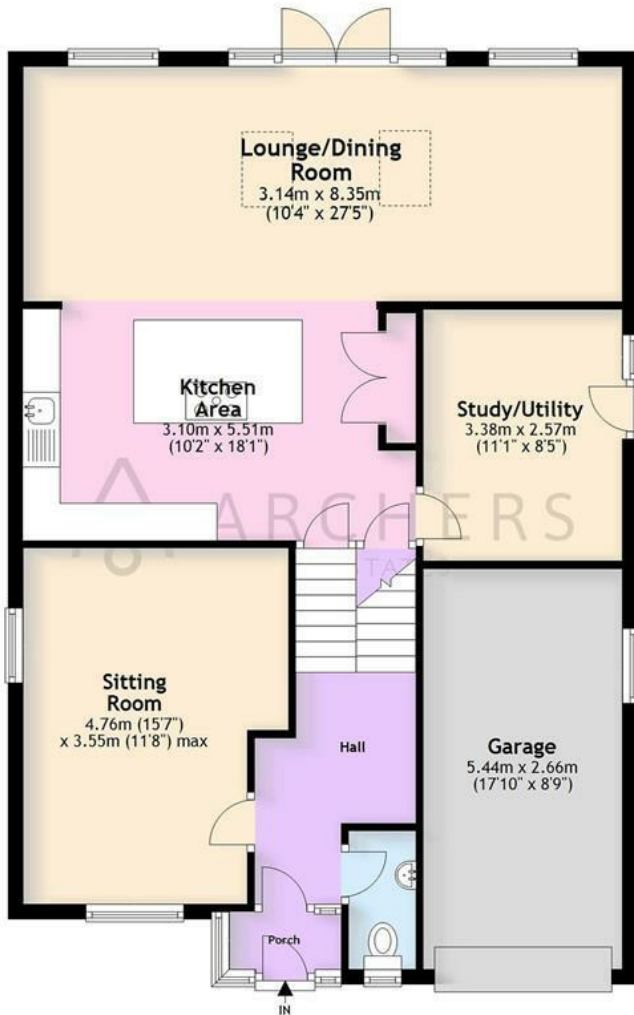 Lounge/Dining
Room
3.14m x 8.35m
(10'4" x 27'5")
Kitchen
Area
3.10m x 5.51m
(10'2" x 18'1")
Study/Utility
3.38m x 2.57m
(11'1" x 8'5")
ARCHERS
Sitting
Room
4.76m (15'7")
x 3.55m (11'8") max
Hall
Garage
5.44m x 2.66m
(17'10" x 8'9")
Porch
IN